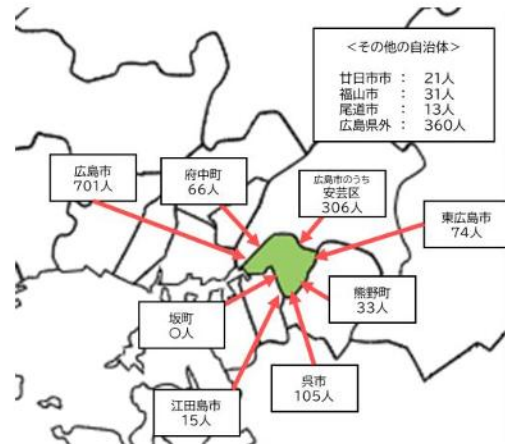 <その他の自治体>
廿日市市 : 21人
福山市 : 31人
尾道市 : 13人
広島県外 : 360人
広島市
701人
府中町
66人
広島市のうち
安芸区
306人
東広島市
74人
坂町
〇人
熊野町
33人
江田島市
15人
呉市
105人